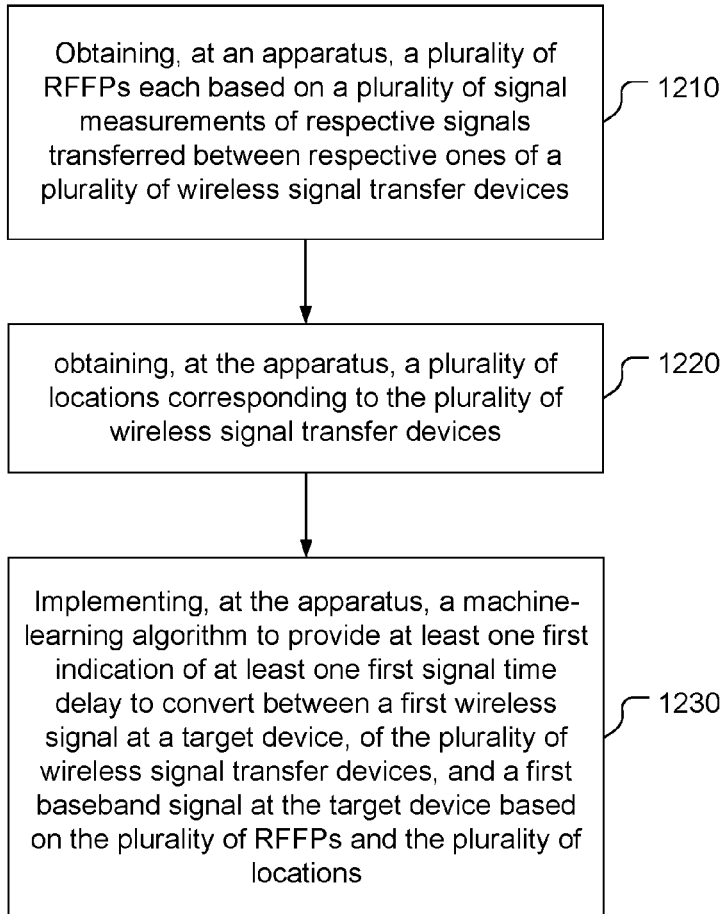 Obtaining, at an apparatus, a plurality of
RFFPs each based on a plurality of signal
measurements of respective signals
transferred between respective ones of a
plurality of wireless signal transfer devices
1210
obtaining, at the apparatus, a plurality of
locations corresponding to the plurality of
wireless signal transfer devices
1220
Implementing, at the apparatus, a machine-
learning algorithm to provide at least one first
indication of at least one first signal time
delay to convert between a first wireless
signal at a target device, of the plurality of
wireless signal transfer devices, and a first
baseband signal at the target device based
on the plurality of RFFPs and the plurality of
locations
1230